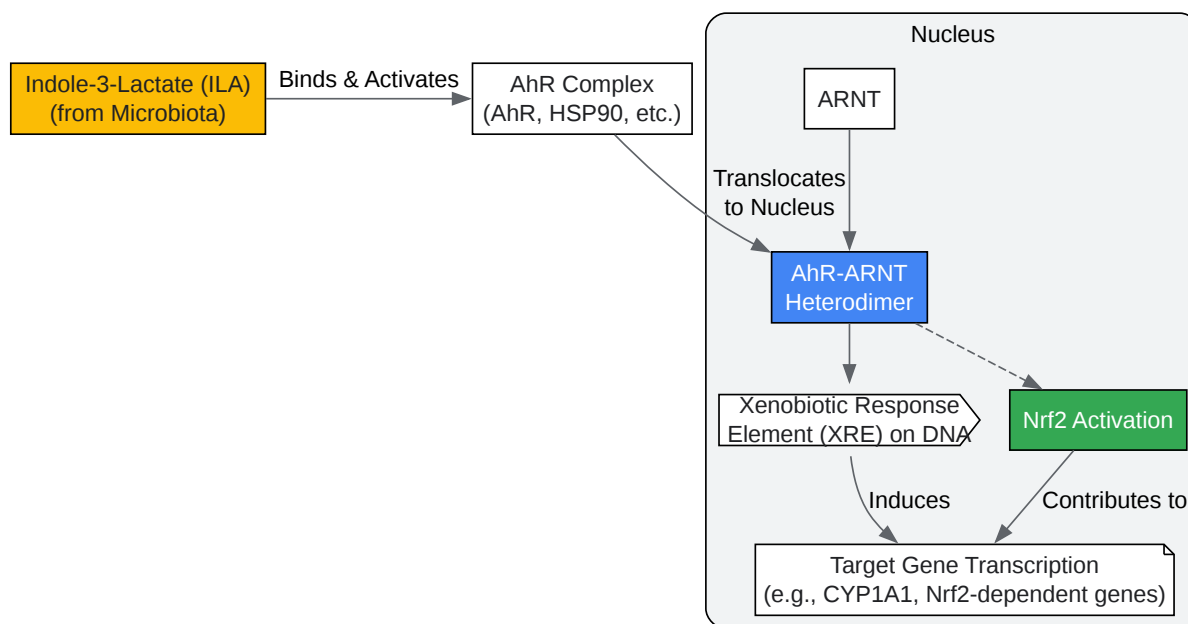 Nucleus
Indole-3-Lactate (ILA)
(from Microbiota)
Binds & Activates
AhR Complex
(AhR, HSP90, etc.)
ARNT
Translocates
to Nucleus
AhR-ARNT
Heterodimer
Xenobiotic Response
Element (XRE) on DNA
Nrf2 Activation
Induces
Contributes to
Target Gene Transcription
(e.g., CYP1A1, Nrf2-dependent genes)